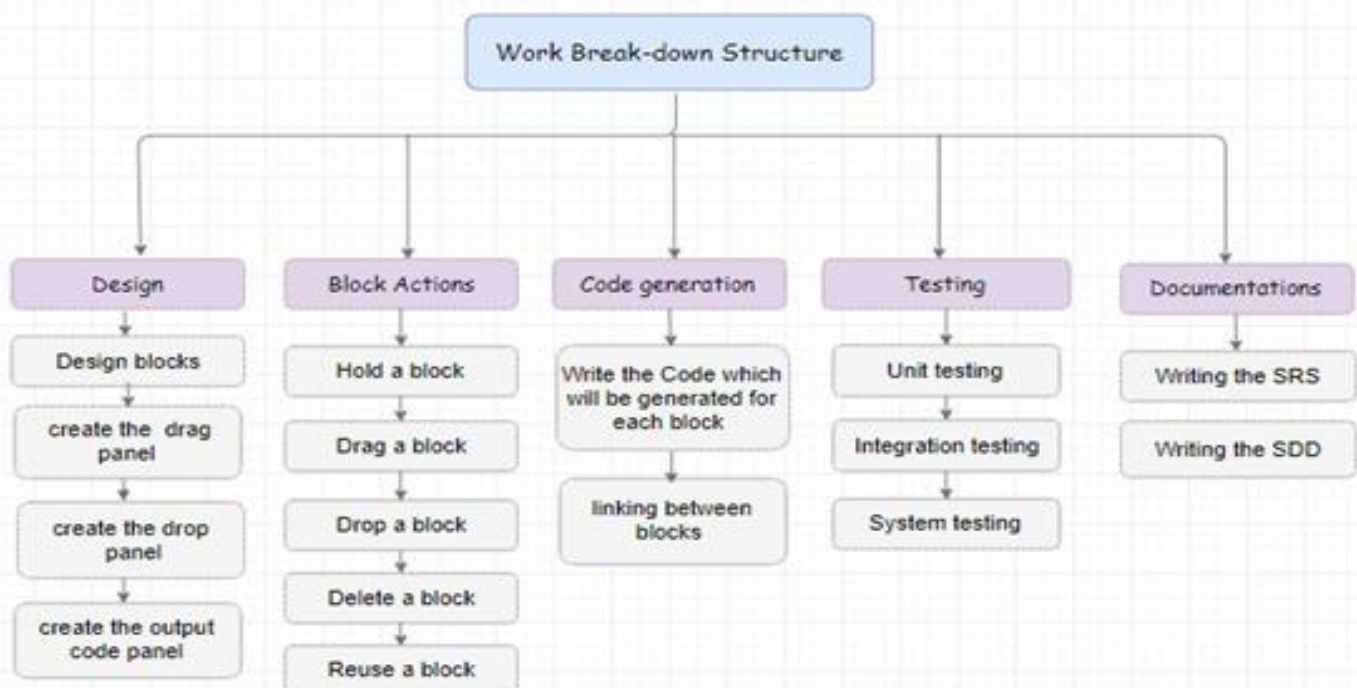 Work Break-down Structure
Design
Block Actions
Code generation
Testing
Documentations
Design blocks
create the drag
panel
create the drop
panel
create the output
code panel
Hold a block
Drag a block
Drop a block
Delete a block
Reuse a block
Write the Code which
will be generated for
each block
linking between
blocks
Unit testing
Integration testing
System testing
Writing the SRS
Writing the SDD